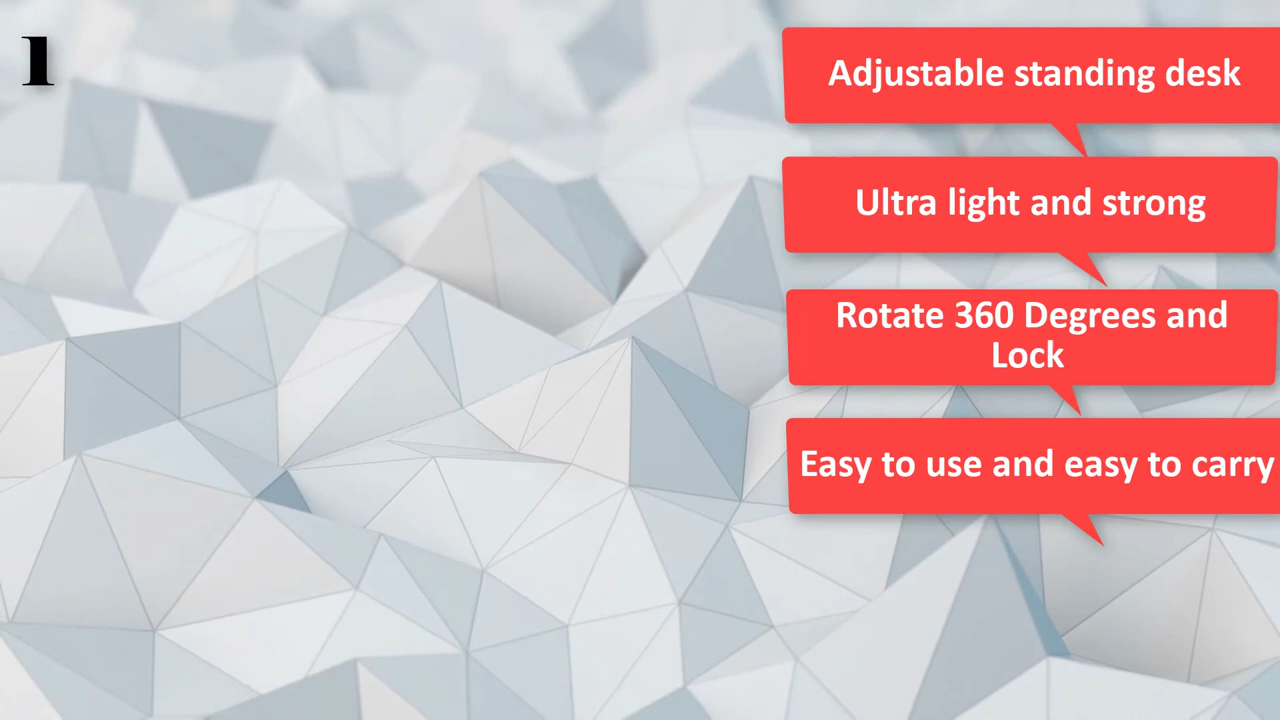 1
Adjustable standing desk
Ultra light and strong
Rotate 360 Degrees and
Lock
Easy to use and easy to carry